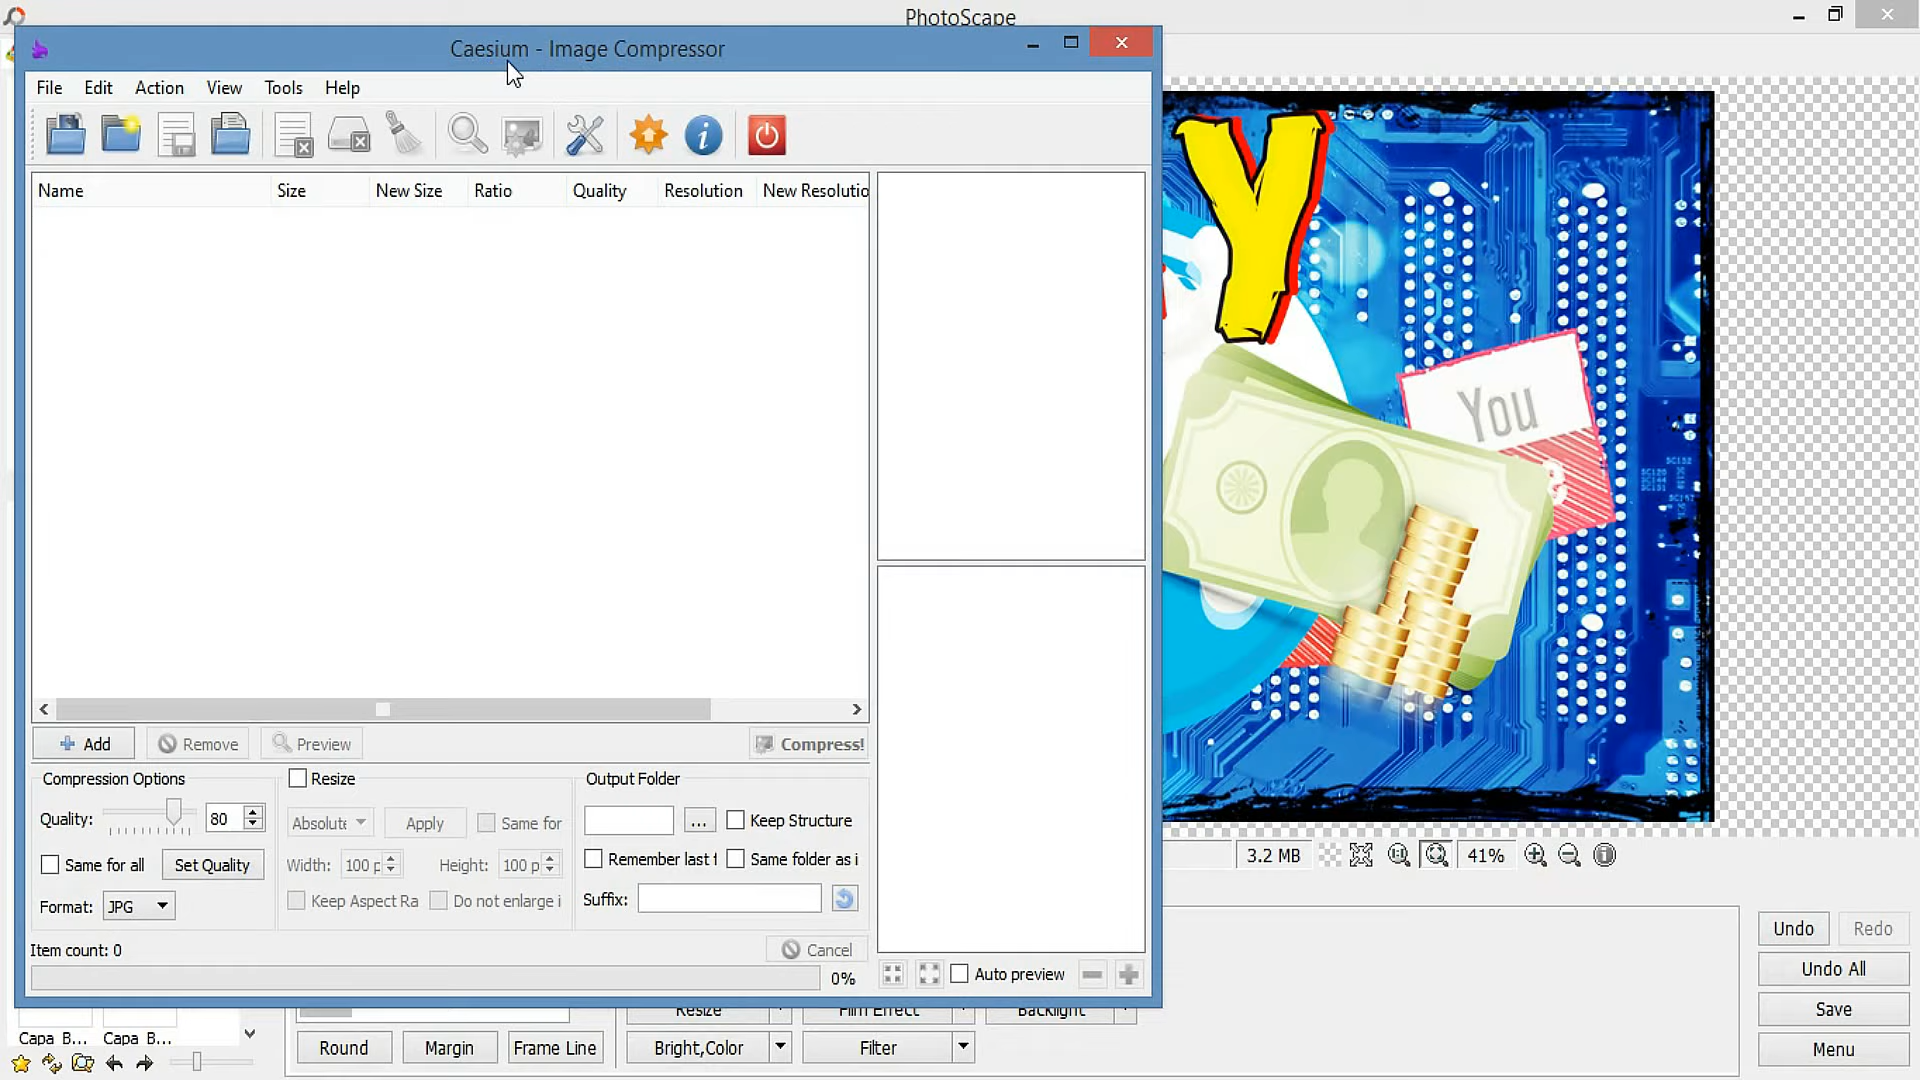 PhotoScape
Caesium - Image Compressor
File Edit Action View Tools Help
Name Size New Size Ratio Quality Resolution New Resolutio
Y
You
SC132
Add Remove Preview Compress!
Compression Options Resize Output Folder
Quality: 80 Absolute Apply Same for ... Keep Structure
Same for all Set Quality Width: 100 p Height: 100 p Remember last f Same folder as i
Format: JPG Keep Aspect Ra Do not enlarge i Suffix:
Item count: 0 Cancel
0% Auto preview
3.2 MB 41%
Undo Redo
Undo All
Save
Menu
Resize Film Effect Backlight
Capa B... Capa B...
Round Margin Frame Line Bright,Color Filter